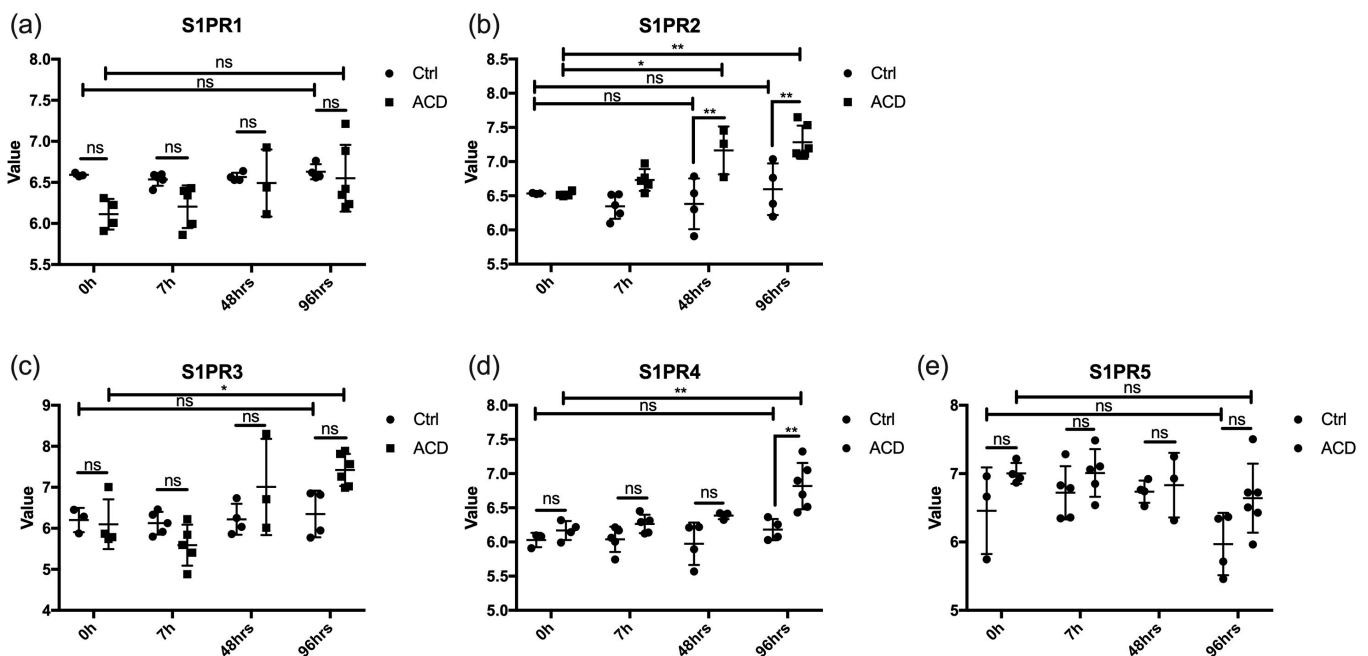 (a)
S1PR1
ns
ns
ns
ns
ns
ns
8.0
7.5
7.0
6.5
6.0
5.5
Value
0h
7h
48hrs
96hrs
Ctrl
ACD
(b)
S1PR2
**
*
ns
ns
**
**
8.5
8.0
7.5
7.0
6.5
6.0
5.5
Value
0h
7h
48hrs
96hrs
Ctrl
ACD
(c)
S1PR3
*
ns
ns
ns
ns
ns
9
8
7
6
5
4
Value
0h
7h
48hrs
96hrs
Ctrl
ACD
(d)
S1PR4
**
ns
**
ns
ns
ns
8.0
7.5
7.0
6.5
6.0
5.5
5.0
Value
0h
7h
48hrs
96hrs
Ctrl
ACD
(e)
S1PR5
ns
ns
ns
ns
ns
ns
8
7
6
5
Value
0h
7h
48hrs
96hrs
Ctrl
ACD